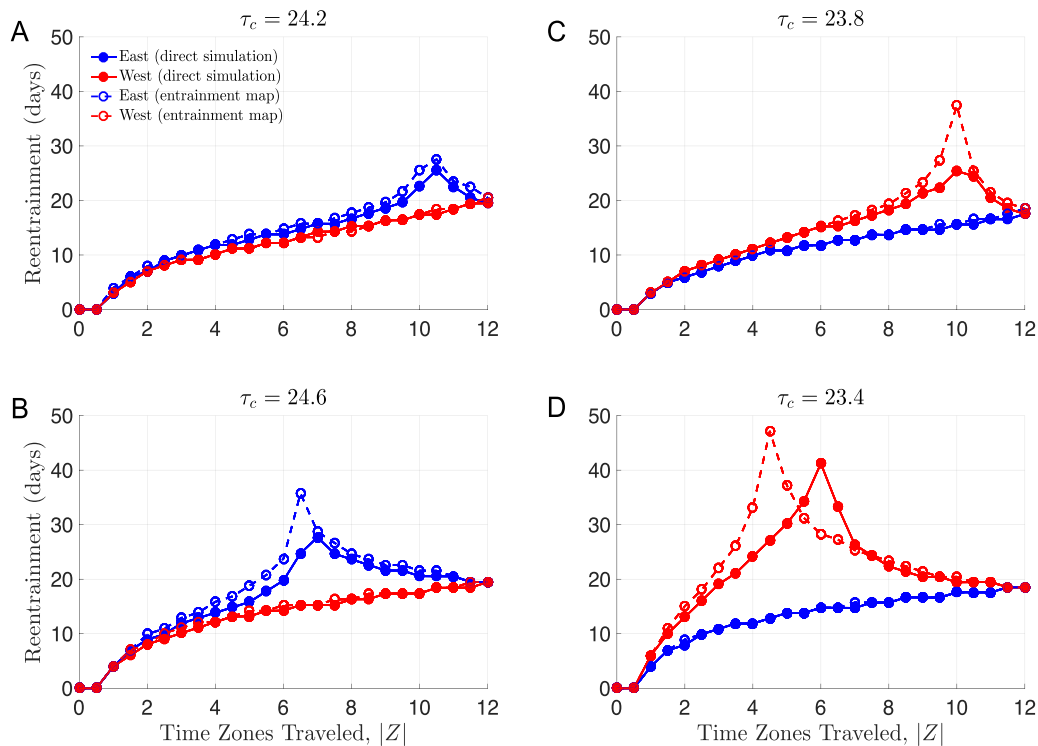 A
τ_c = 24.2
Reentrainment (days)
50
40
30
20
10
0
East (direct simulation)
West (direct simulation)
East (entrainment map)
West (entrainment map)
0 2 4 6 8 10 12
C
τ_c = 23.8
50
40
30
20
10
0
0 2 4 6 8 10 12
B
τ_c = 24.6
Reentrainment (days)
50
40
30
20
10
0
0 2 4 6 8 10 12
Time Zones Traveled, |Z|
D
τ_c = 23.4
50
40
30
20
10
0
0 2 4 6 8 10 12
Time Zones Traveled, |Z|